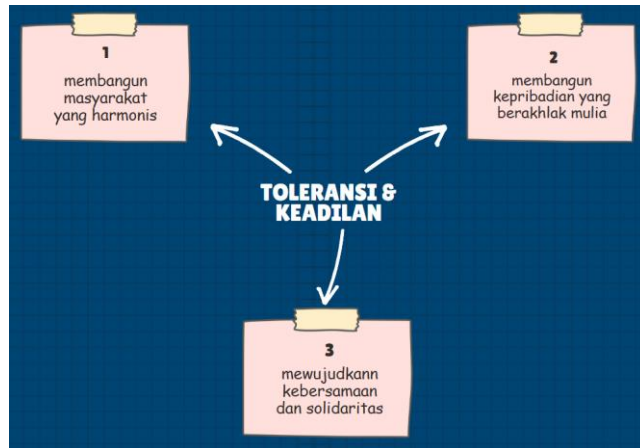 1
membangun
masyarakat
yang harmonis
2
membangun
kepribadian yang
berakhlak mulia
TOLERANSI &
KEADILAN
3
mewujudkann
kebersamaan
dan solidaritas